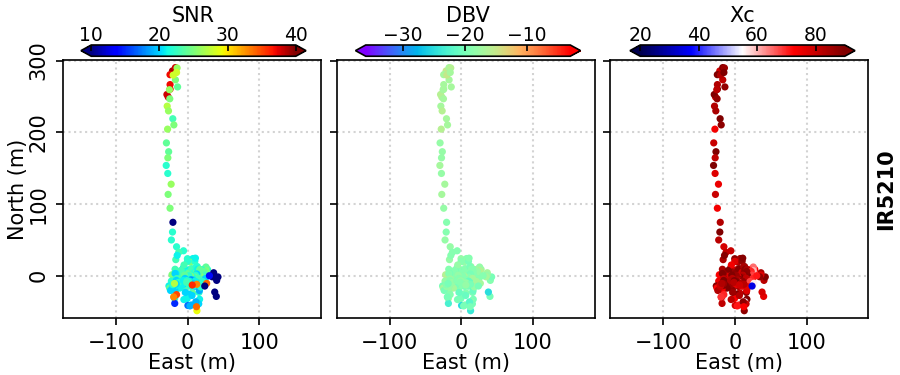 SNR DBV Xc
10 20 30 40 −30 −20 −10 20 40 60 80
300
200
100
0
North (m)
IR5210
−100 0 100 −100 0 100 −100 0 100
East (m) East (m) East (m)